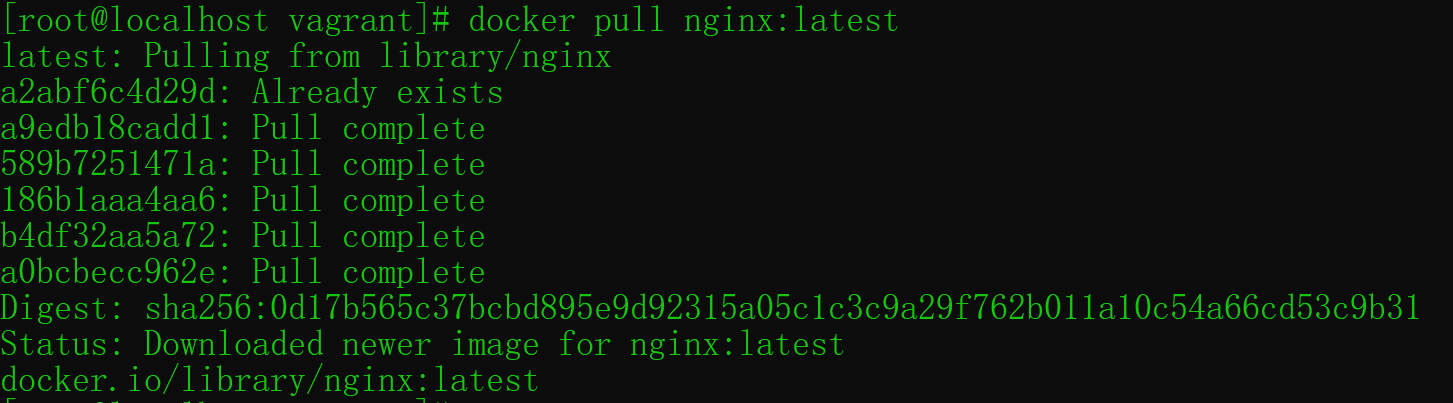 [root@localhost vagrant]# docker pull nginx:latest
latest: Pulling from library/nginx
a2abf6c4d29d: Already exists
a9edb18cadd1: Pull complete
589b7251471a: Pull complete
186b1aaa4aa6: Pull complete
b4df32aa5a72: Pull complete
a0bcbecc962e: Pull complete
Digest: sha256:0d17b565c37bcbd895e9d92315a05c1c3c9a29f762b011a10c54a66cd53c9b31
Status: Downloaded newer image for nginx:latest
docker.io/library/nginx:latest